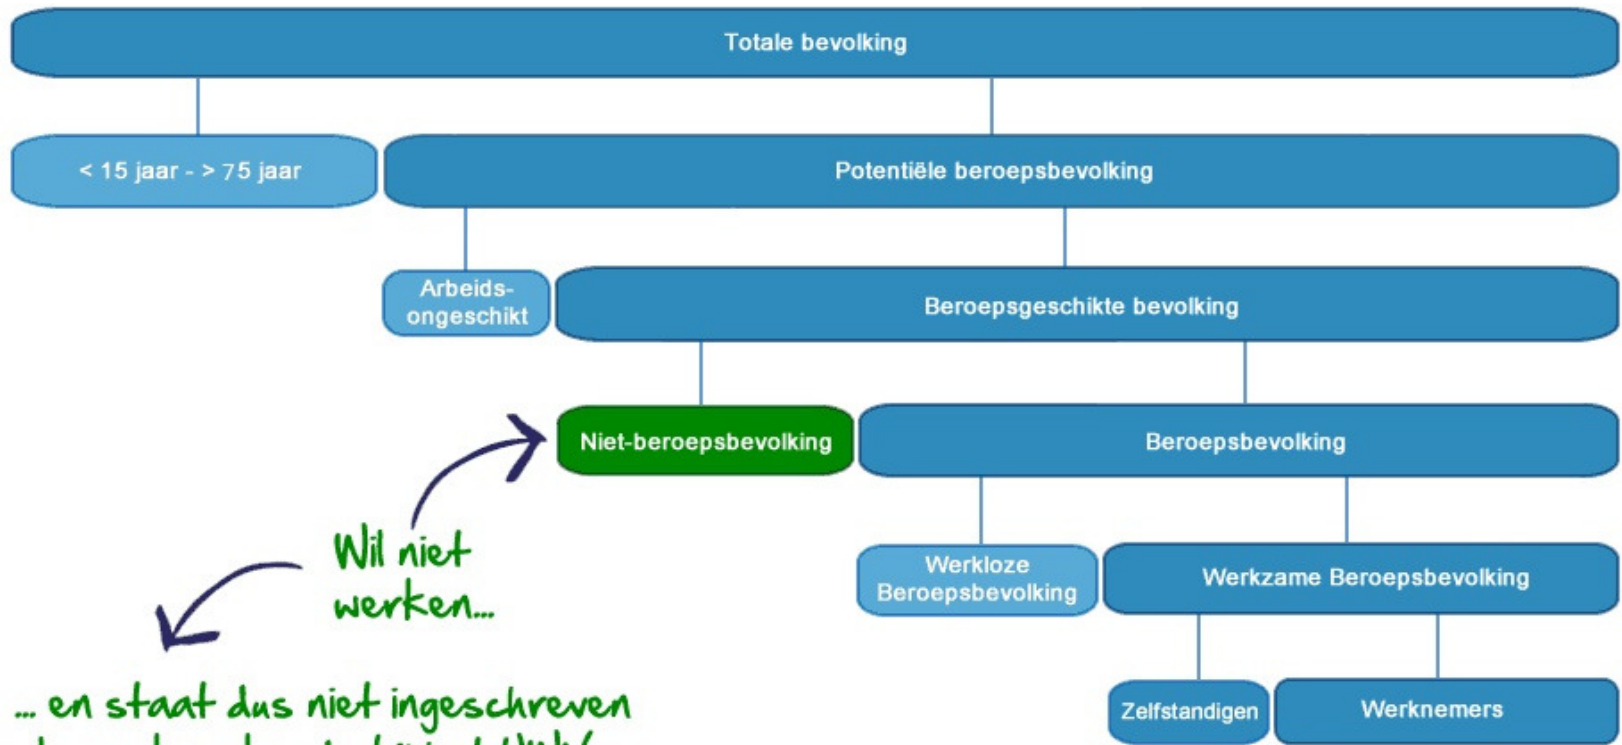 Totale bevolking
< 15 jaar - > 75 jaar
Potentiële beroepsbevolking
Arbeids-
ongeschikt
Beroepsgeschikte bevolking
Niet-beroepsbevolking
Beroepsbevolking
Wil niet
werken...
Werkloze
Beroepsbevolking
Werkzame Beroepsbevolking
... en staat dus niet ingeschreven
Zelfstandigen
Werknemers